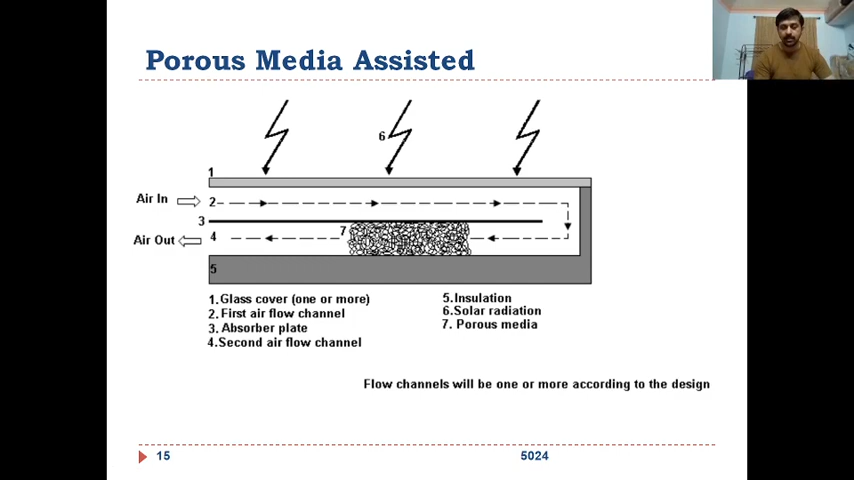 Porous Media Assisted
6
1
Air In
2
3
7
Air Out
4
5
1.Glass cover (one or more)
2.First air flow channel
3.Absorber plate
4.Second air flow channel
5.Insulation
6.Solar radiation
7. Porous media
Flow channels will be one or more according to the design
15
5024